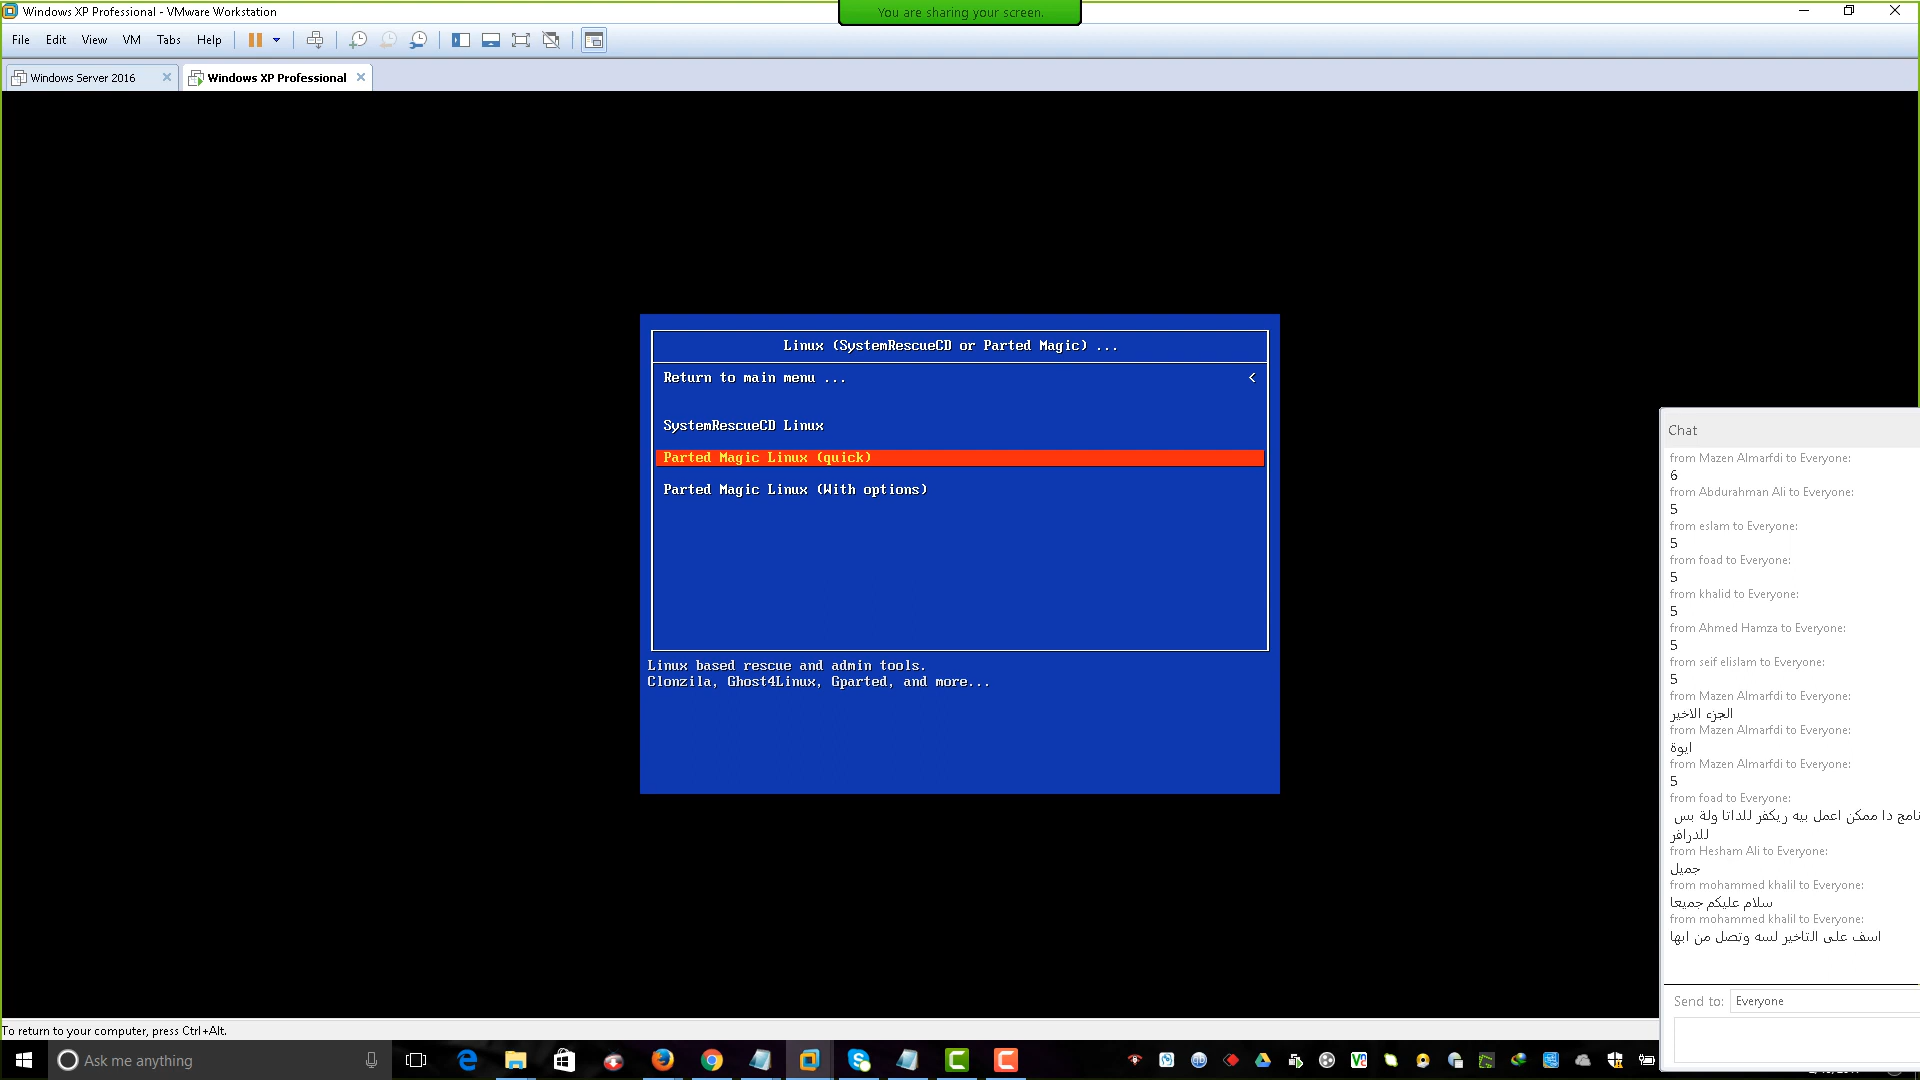 Windows XP Professional - VMware Workstation
You are sharing your screen.
File Edit View VM Tabs Help
Windows Server 2016
Windows XP Professional
Linux (SystemRescueCD or Parted Magic) ...
Return to main menu ... <
SystemRescueCD Linux
Parted Magic Linux (quick)
Parted Magic Linux (With options)
Linux based rescue and admin tools.
Clonzila, Ghost4Linux, Gparted, and more...
Chat
from Mazen Almarfdi to Everyone:
6
from Abdurahman Ali to Everyone:
5
from eslam to Everyone:
5
from foad to Everyone:
5
from khalid to Everyone:
5
from Ahmed Hamza to Everyone:
5
from seif elislam to Everyone:
5
from Mazen Almarfdi to Everyone:
الجزء الاخير
from Mazen Almarfdi to Everyone:
ايوة
from Mazen Almarfdi to Everyone:
5
from foad to Everyone:
دا ممكن اعمل بيه ريكفر للداتا ولة بس
للدرافر
from Hesham Ali to Everyone:
جميل
from mohammed khalil to Everyone:
سلام عليكم جميعا
from mohammed khalil to Everyone:
اسف على التاخير لسه وتصل من ابها
Send to: Everyone
To return to your computer, press Ctrl+Alt.
Ask me anything